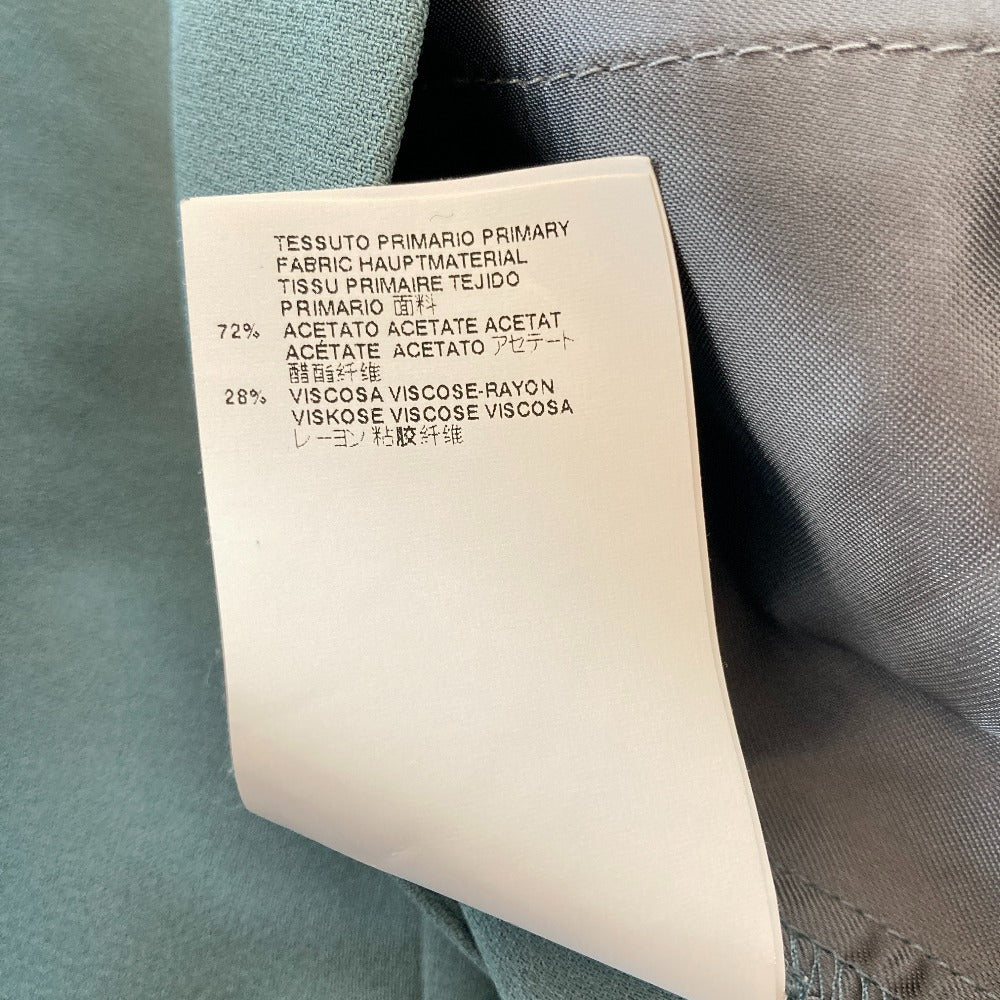 TESSUTO PRIMARIO PRIMARY
FABRIC HAUPTMATERIAL
TISSU PRIMAIRE TEJIDO
PRIMARIO 面料
72% ACETATO ACETATE ACETAT
ACÉTATE ACETATO アセテート
醋酯纤维
28% VISCOSA VISCOSE-RAYON
VISKOSE VISCOSE VISCOSA
レーヨン 粘胶纤维